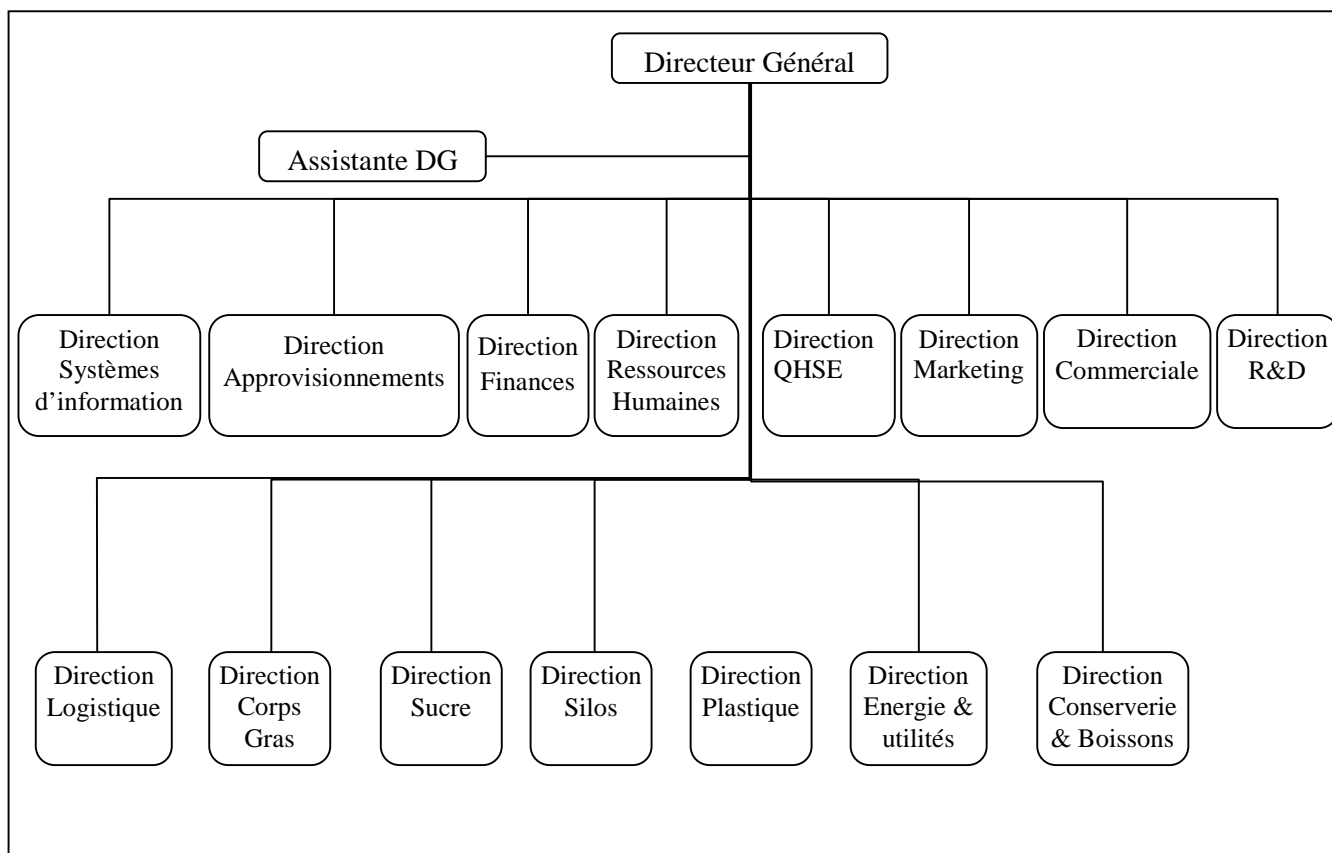 Directeur Général
Assistante DG
Direction
Systèmes
d’information
Direction
Approvisionnements
Direction
Finances
Direction
Ressources
Humaines
Direction
QHSE
Direction
Marketing
Direction
Commerciale
Direction
R&D
Direction
Logistique
Direction
Corps
Gras
Direction
Sucre
Direction
Silos
Direction
Plastique
Direction
Energie &
utilités
Direction
Conserverie
& Boissons